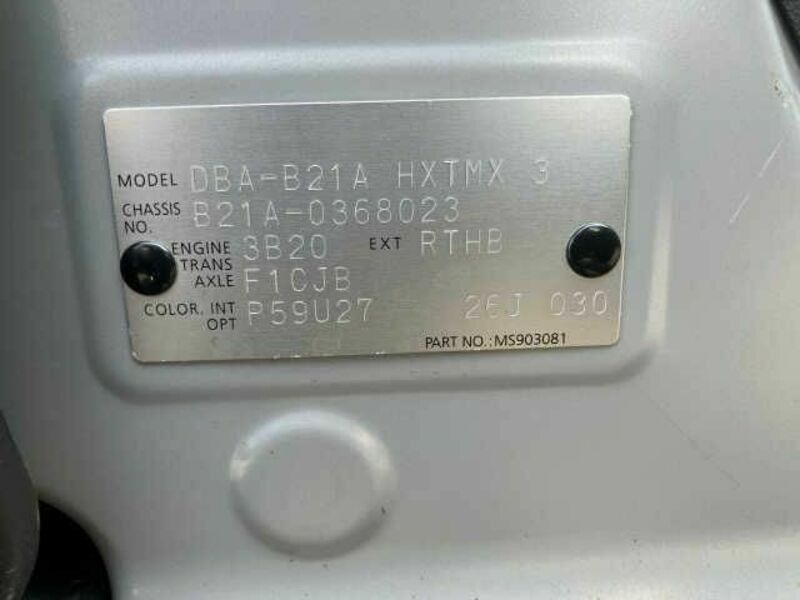 MODEL DBA-B21A HXTMX 3
CHASSIS NO. B21A-0368023
ENGINE 3B20 EXT RTHB
TRANS AXLE F1CJB
COLOR. INT OPT P59U27 26J 030
PART NO.:MS903081